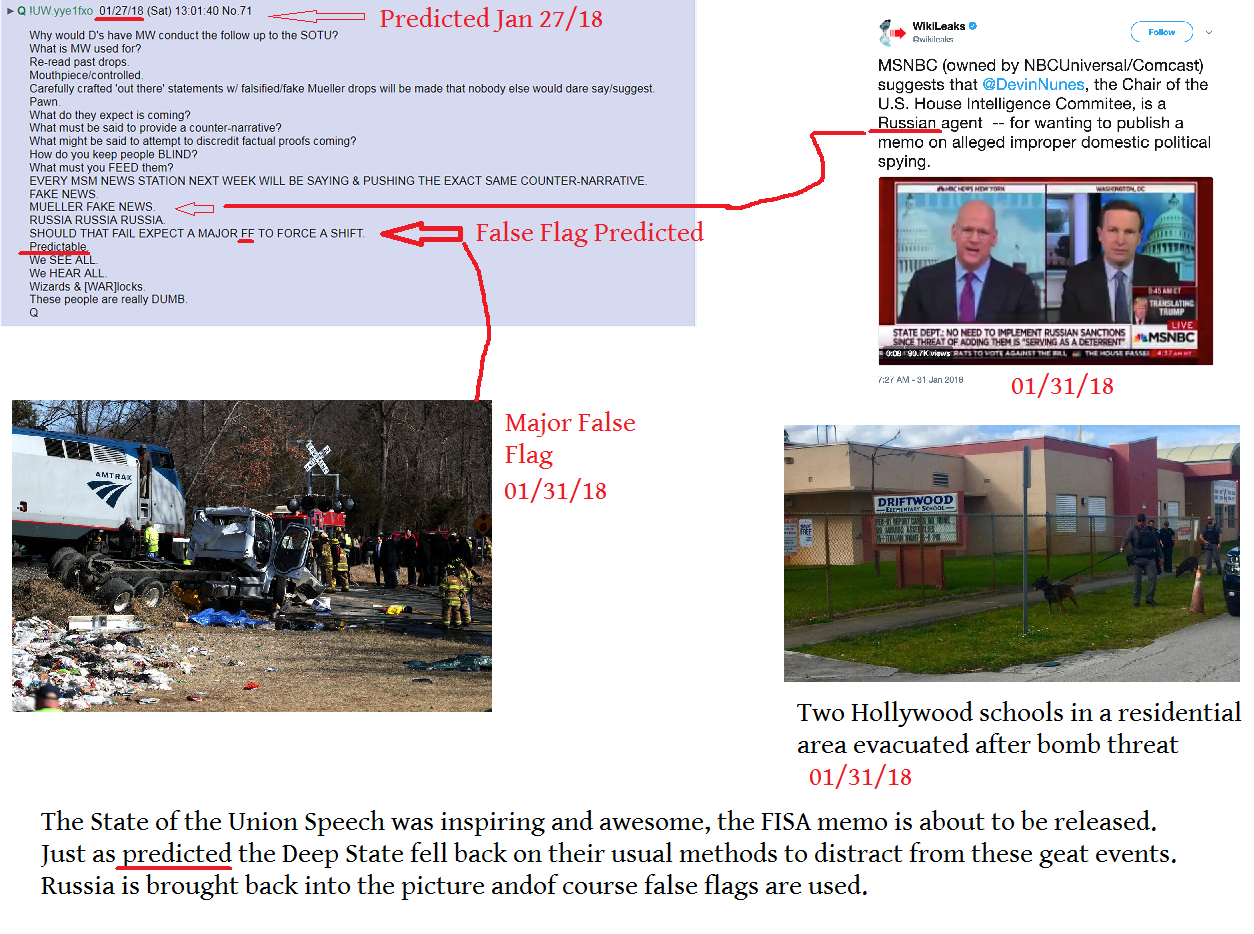 Q !UW.yye1fxo 01/27/18 (Sat) 13:01:40 No.71
Predicted Jan 27/18
Why would D's have MW conduct the follow up to the SOTU?
What is MW used for?
Re-read past drops.
Mouthpiece/controlled.
Carefully crafted 'out there' statements w/ falsified/fake Mueller drops will be made that nobody else would dare say/suggest.
Pawn.
What do they expect is coming?
What must be said to provide a counter-narrative?
What might be said to attempt to discredit factual proofs coming?
How do you keep people BLIND?
What must you FEED them?
EVERY MSM NEWS STATION NEXT WEEK WILL BE SAYING & PUSHING THE EXACT SAME COUNTER-NARRATIVE.
FAKE NEWS.
MUELLER FAKE NEWS.
RUSSIA RUSSIA RUSSIA.
SHOULD THAT FAIL EXPECT A MAJOR FF TO FORCE A SHIFT.
False Flag Predicted
Predictable.
We SEE ALL.
We HEAR ALL.
Wizards & [WAR]locks.
These people are really DUMB.
Q
WikiLeaks
@wikileaks
Follow
MSNBC (owned by NBCUniversal/Comcast)
suggests that @DevinNunes, the Chair of the
U.S. House Intelligence Commitee, is a
Russian agent -- for wanting to publish a
memo on alleged improper domestic political
spying.
NBC NEWS NEW YORK
WASHINGTON, DC
9:45 AM ET
TRANSLATING
TRUMP
LIVE
MSNBC
STATE DEPT.: NO NEED TO IMPLEMENT RUSSIAN SANCTIONS
SINCE THREAT OF ADDING THEM IS "SERVING AS A DETERRENT"
0:09 90.7K views
RATS TO VOTE AGAINST THE BILL
THE HOUSE PASSE
7:27 AM - 31 Jan 2018
01/31/18
AMTRAK
Major False
Flag
01/31/18
DRIFTWOOD
ELEMENTARY SCHOOL
Two Hollywood schools in a residential
area evacuated after bomb threat
01/31/18
The State of the Union Speech was inspiring and awesome, the FISA memo is about to be released.
Just as predicted the Deep State fell back on their usual methods to distract from these geat events.
Russia is brought back into the picture andof course false flags are used.